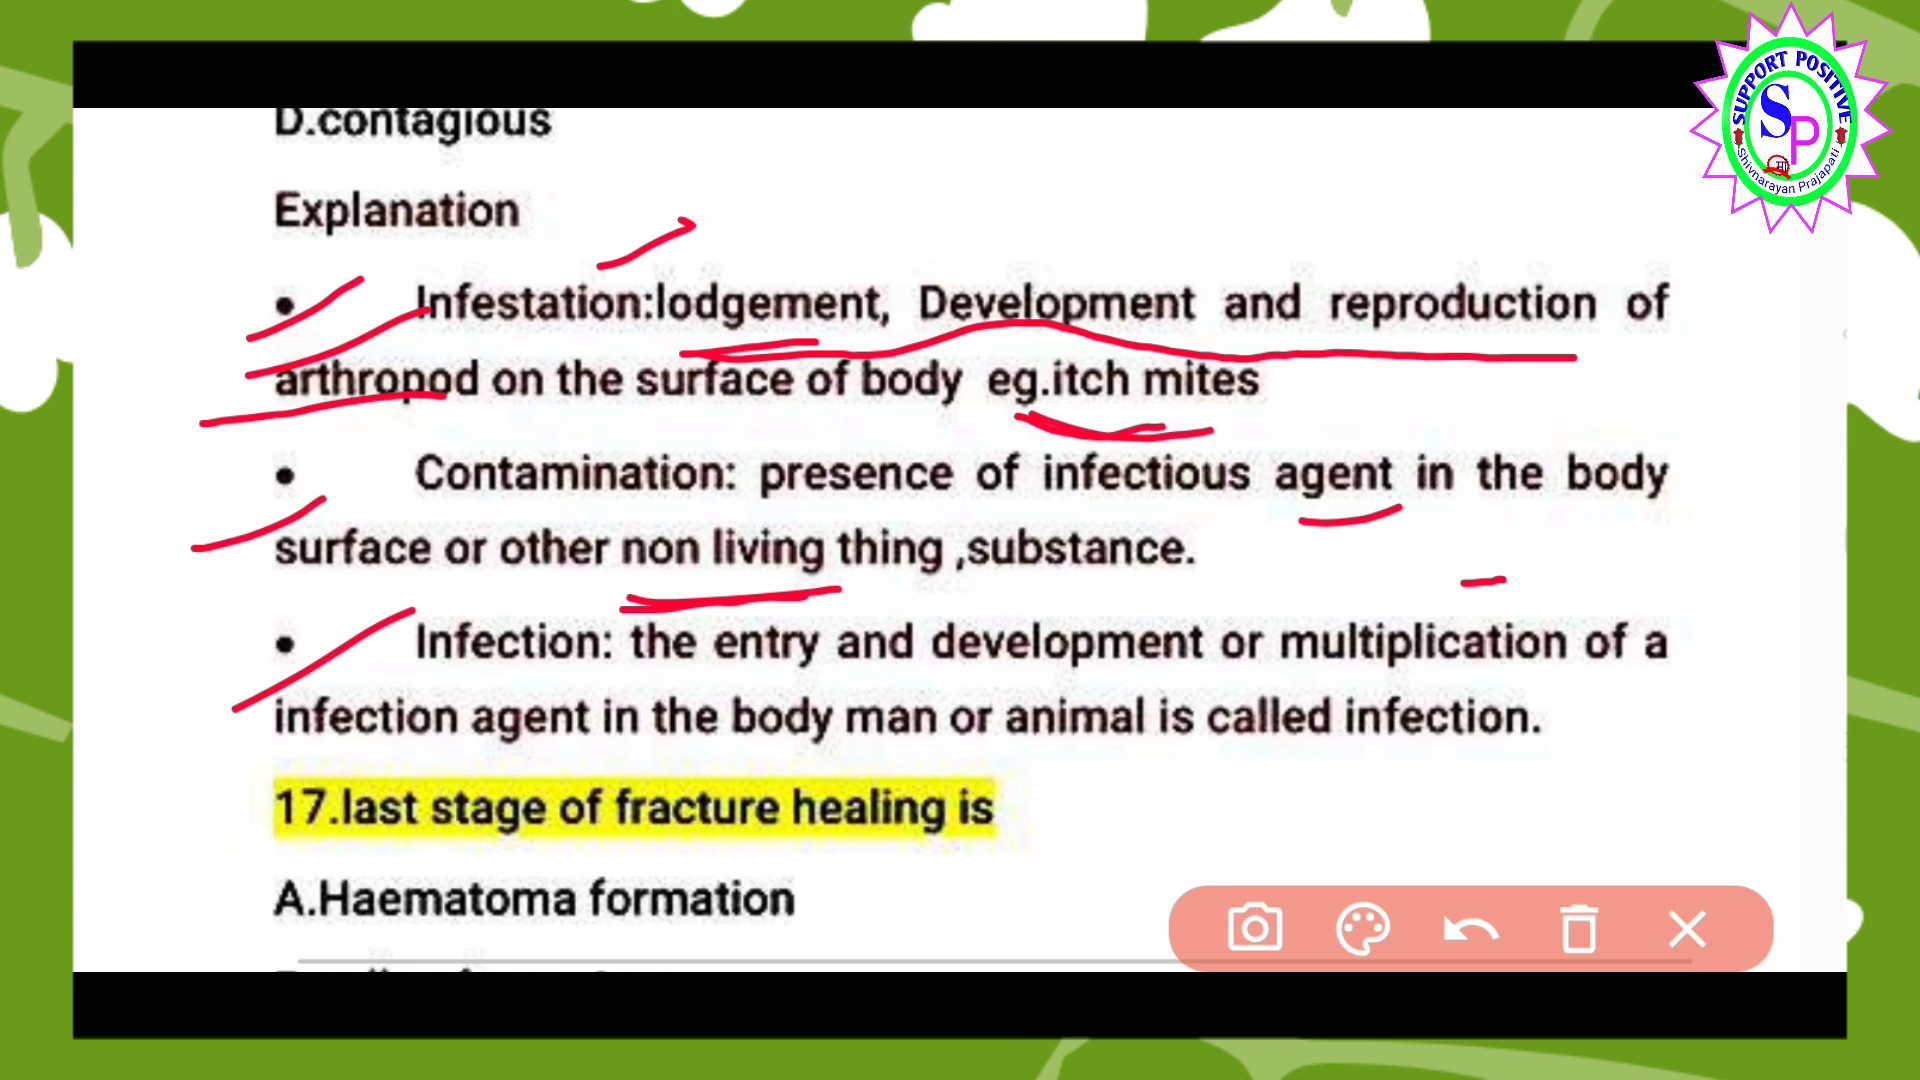 SUPPORT POSITIVE
SP
Shivnarayan Prajapati
D.contagious
Explanation
• Infestation:lodgement, Development and reproduction of
arthropod on the surface of body eg.itch mites
• Contamination: presence of infectious agent in the body
surface or other non living thing ,substance.
• Infection: the entry and development or multiplication of a
infection agent in the body man or animal is called infection.
17.last stage of fracture healing is
A.Haematoma formation